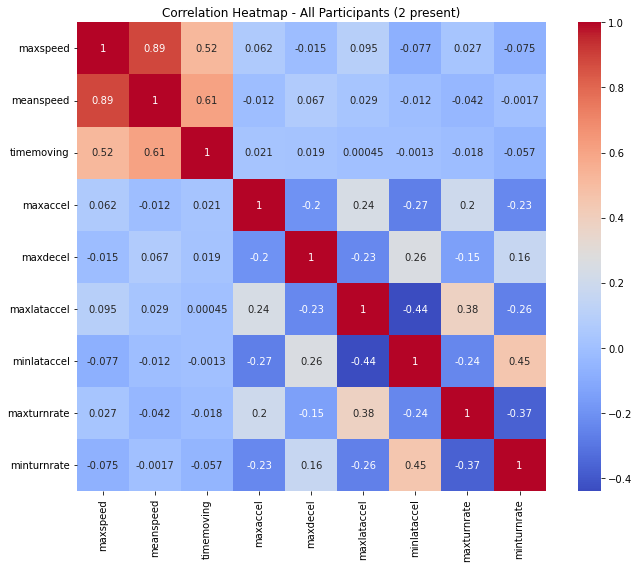 Correlation Heatmap - All Participants (2 present)
maxspeed 1 0.89 0.52 0.062 -0.015 0.095 -0.077 0.027 -0.075
meanspeed 0.89 1 0.61 -0.012 0.067 0.029 -0.012 -0.042 -0.0017
timemoving 0.52 0.61 1 0.021 0.019 0.00045 -0.0013 -0.018 -0.057
maxaccel 0.062 -0.012 0.021 1 -0.2 0.24 -0.27 0.2 -0.23
maxdecel -0.015 0.067 0.019 -0.2 1 -0.23 0.26 -0.15 0.16
maxlataccel 0.095 0.029 0.00045 0.24 -0.23 1 -0.44 0.38 -0.26
minlataccel -0.077 -0.012 -0.0013 -0.27 0.26 -0.44 1 -0.24 0.45
maxturnrate 0.027 -0.042 -0.018 0.2 -0.15 0.38 -0.24 1 -0.37
minturnrate -0.075 -0.0017 -0.057 -0.23 0.16 -0.26 0.45 -0.37 1
maxspeed meanspeed timemoving maxaccel maxdecel maxlataccel minlataccel maxturnrate minturnrate
1.0
0.8
0.6
0.4
0.2
0.0
−0.2
−0.4